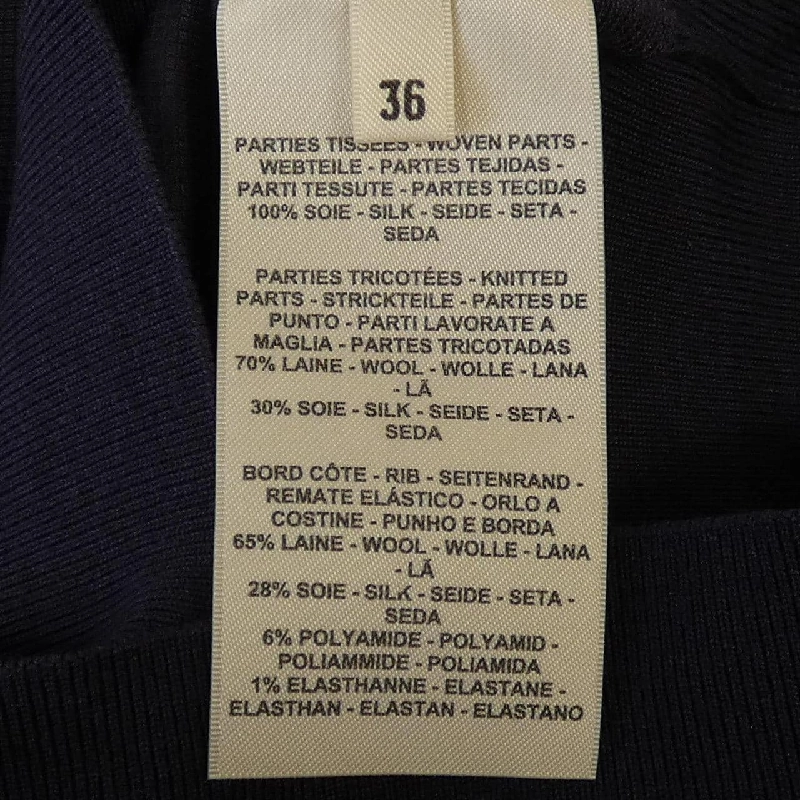 36
PARTIES TISSÉES - WOVEN PARTS -
WEBTEILE - PARTES TEJIDAS -
PARTI TESSUTE - PARTES TECIDAS
100% SOIE - SILK - SEIDE - SETA -
SEDA
PARTIES TRICOTÉES - KNITTED
PARTS - STRICKTEILE - PARTES DE
PUNTO - PARTI LAVORATE A
MAGLIA - PARTES TRICOTADAS
70% LAINE - WOOL - WOLLE - LANA
- LÃ
30% SOIE - SILK - SEIDE - SETA -
SEDA
BORD CÔTE - RIB - SEITENRAND -
REMATE ELÁSTICO - ORLO A
COSTINE - PUNHO E BORDA
65% LAINE - WOOL - WOLLE - LANA
- LÃ
28% SOIE - SILK - SEIDE - SETA -
SEDA
6% POLYAMIDE - POLYAMID -
POLIAMMIDE - POLIAMIDA
1% ELASTHANNE - ELASTANE -
ELASTHAN - ELASTAN - ELASTANO